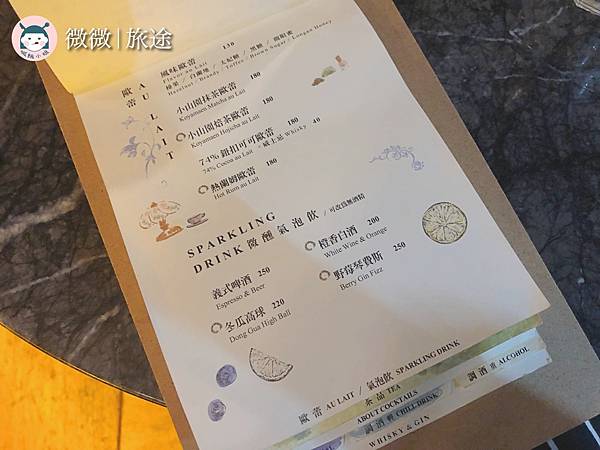 微微|旅途
歐蕾 AU LAIT
風味歐蕾 130
Flavor au Lait
榛果 / 白蘭地 / 太妃糖 / 黑糖 / 龍眼蜜
Hazelnut / Brandy / Toffee / Brown Sugar / Longan Honey
小山園抹茶歐蕾 180
Koyamaen Matcha au Lait
小山園焙茶歐蕾 180
Koyamaen Hojicha au Lait
74% 鈕扣可可歐蕾 180
74% Cocoa au Lait + 威士忌 Whisky 40
熱蘭姆歐蕾 180
Hot Rum au Lait
SPARKLING
DRINK 微醺氣泡飲 / 可改為無酒精
義式啤酒 250
Espresso & Beer
橙香白酒 200
White Wine & Orange
冬瓜高球 220
Dong Gua High Ball
野莓琴費斯 250
Berry Gin Fizz
歐蕾 AU LAIT / 氣泡飲 SPARKLING DRINK
茶品 TEA
ABOUT COCKTAILS
調酒 輕 CHILL DRINK
調酒 重 ALCOHOL
WHISKY & GIN